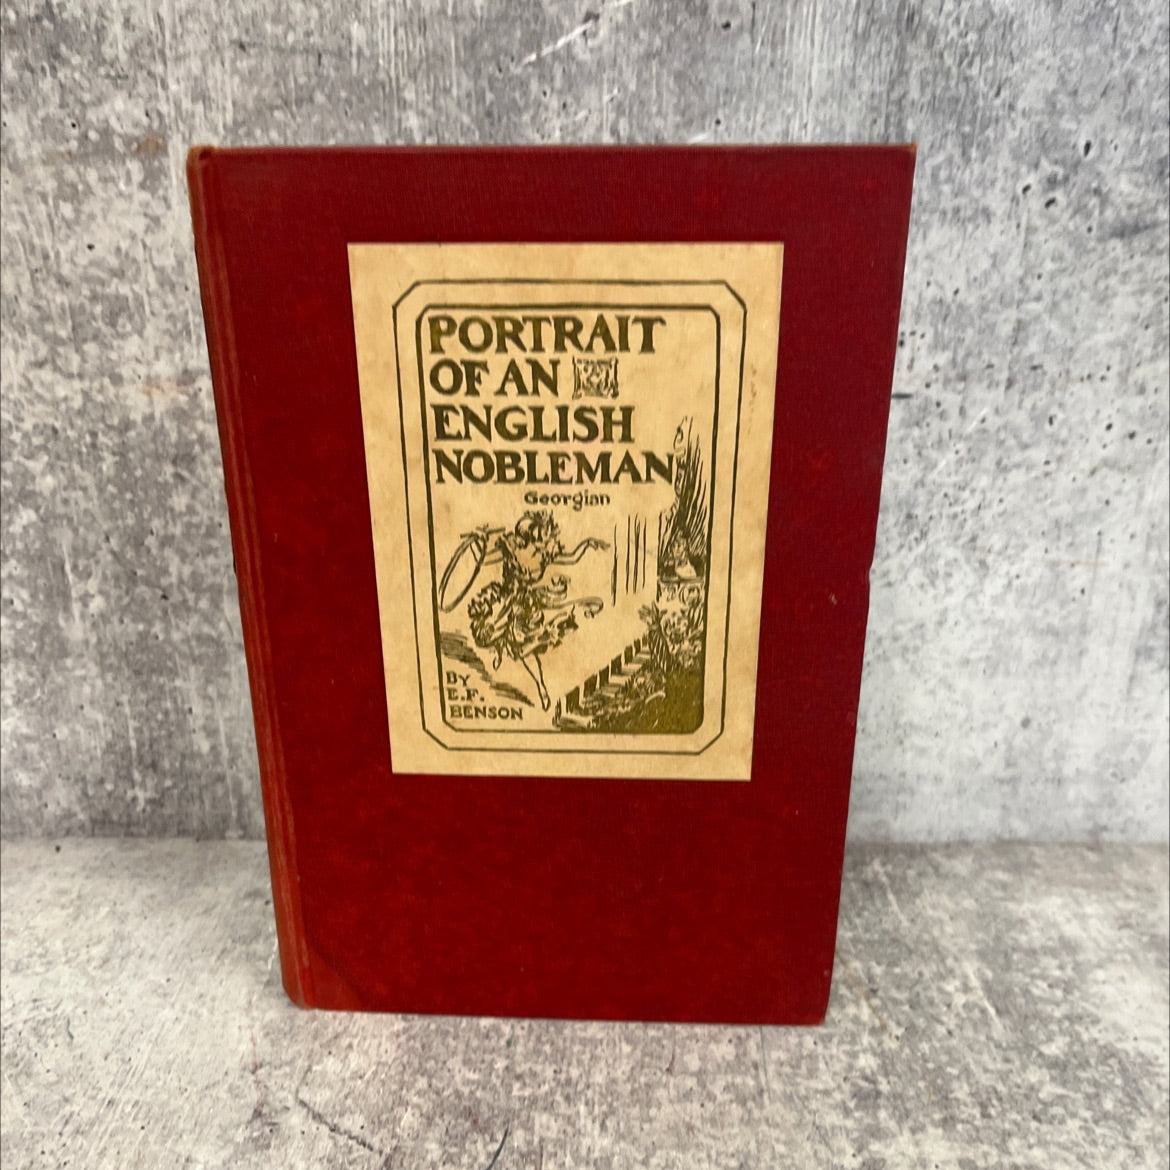 PORTRAIT
OF AN
ENGLISH
NOBLEMAN
Georgian
BY
E.F.
BENSON